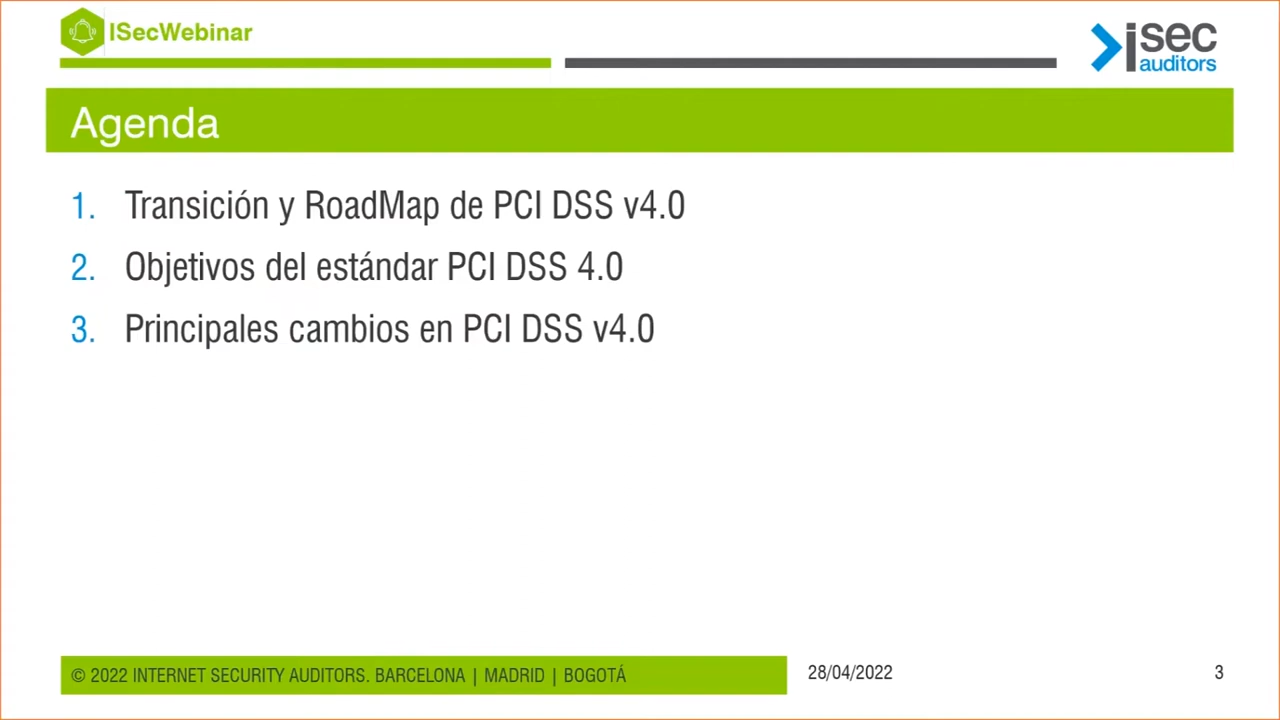 ISecWebinar
isec
auditors
Agenda
1. Transición y RoadMap de PCI DSS v4.0
2. Objetivos del estándar PCI DSS 4.0
3. Principales cambios en PCI DSS v4.0
© 2022 INTERNET SECURITY AUDITORS. BARCELONA | MADRID | BOGOTÁ
28/04/2022
3